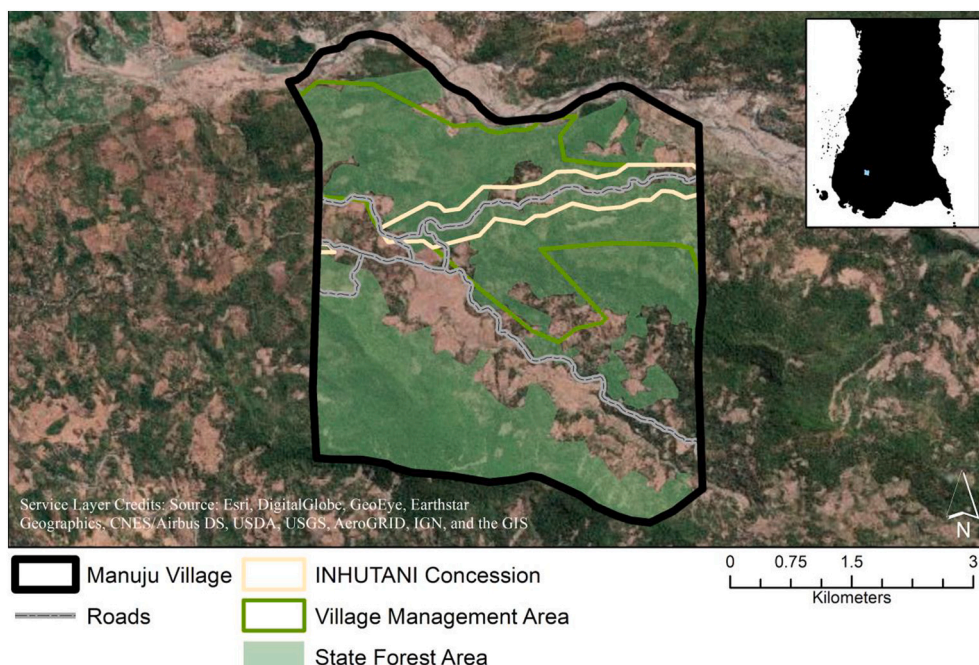 Service Layer Credits: Source: Esri, DigitalGlobe, GeoEye, Earthstar
Geographics, CNES/Airbus DS, USDA, USGS, AeroGRID, IGN, and the GIS
N
Manuju Village
Roads
INHUTANI Concession
Village Management Area
State Forest Area
0 0.75 1.5 3
Kilometers